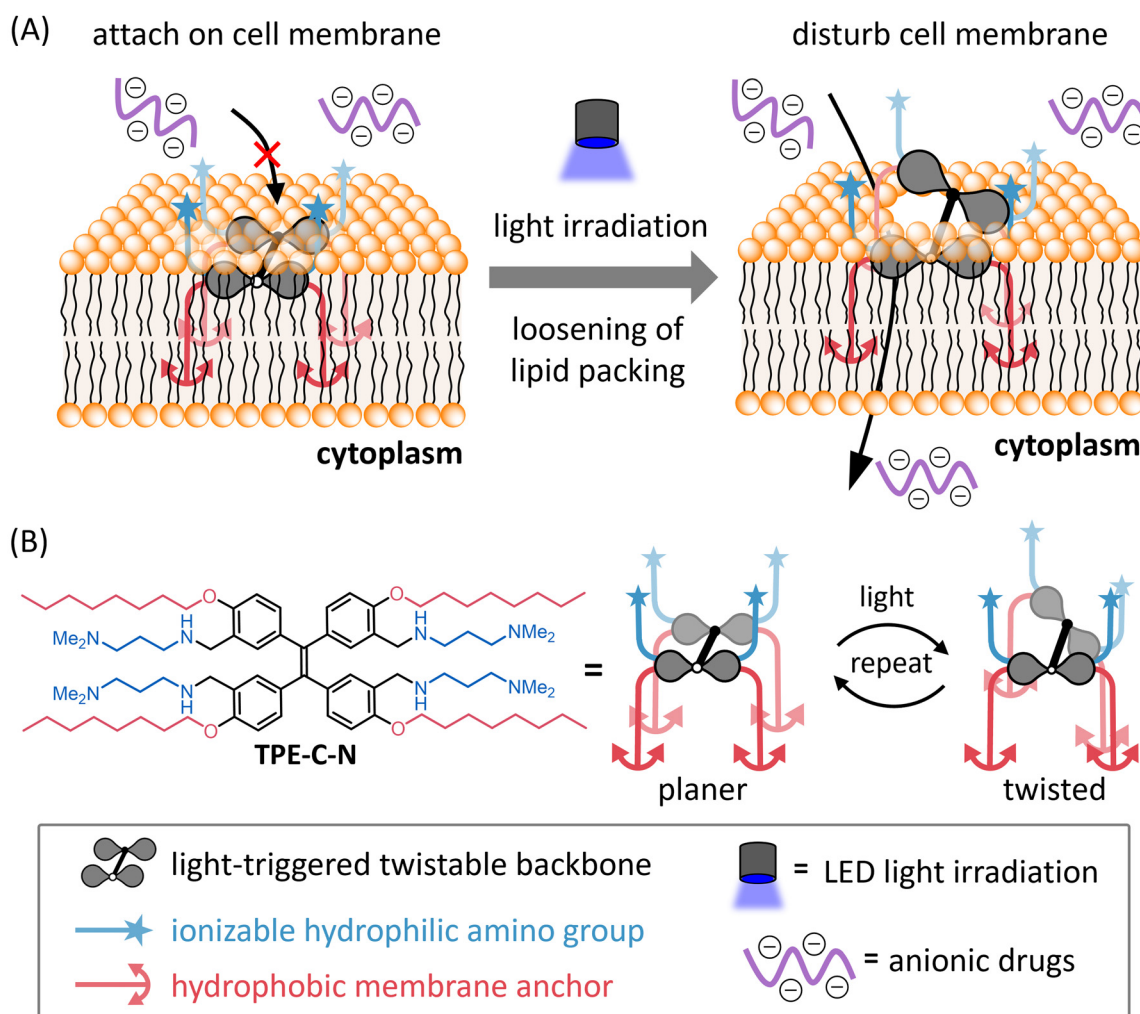 (A)
attach on cell membrane
disturb cell membrane
light irradiation
loosening of
lipid packing
cytoplasm
cytoplasm
(B)
O
O
H
N
H
N
Me2N
NMe2
Me2N
NMe2
N
H
N
H
O
O
TPE-C-N
=
planer
light
repeat
twisted
light-triggered twistable backbone
= LED light irradiation
ionizable hydrophilic amino group
= anionic drugs
hydrophobic membrane anchor